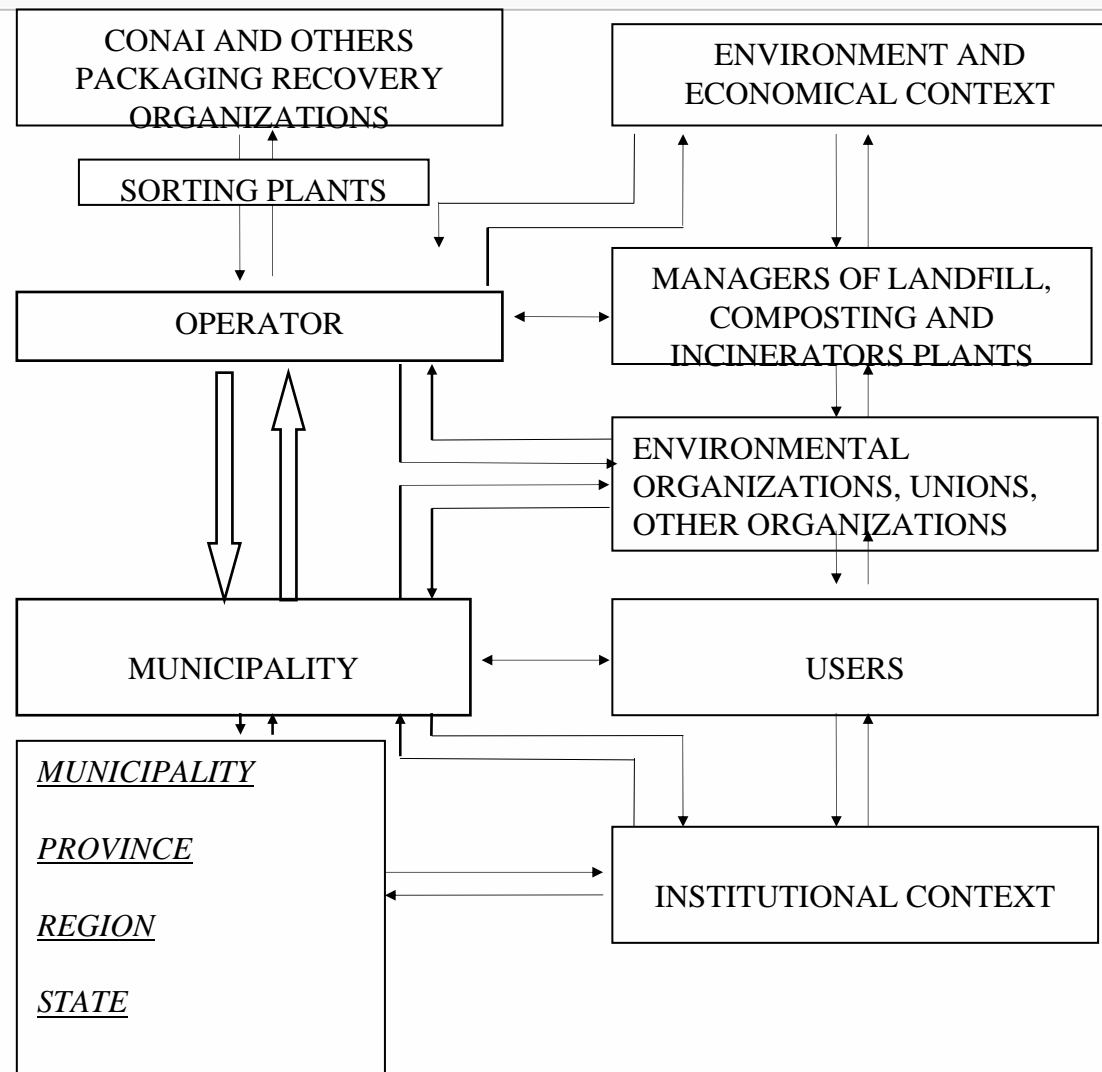 CONAI AND OTHERS
PACKAGING RECOVERY
ORGANIZATIONS
ENVIRONMENT AND
ECONOMICAL CONTEXT
SORTING PLANTS
OPERATOR
MANAGERS OF LANDFILL,
COMPOSTING AND
INCINERATORS PLANTS
ENVIRONMENTAL
ORGANIZATIONS, UNIONS,
OTHER ORGANIZATIONS
MUNICIPALITY
USERS
MUNICIPALITY
PROVINCE
REGION
STATE
INSTITUTIONAL CONTEXT